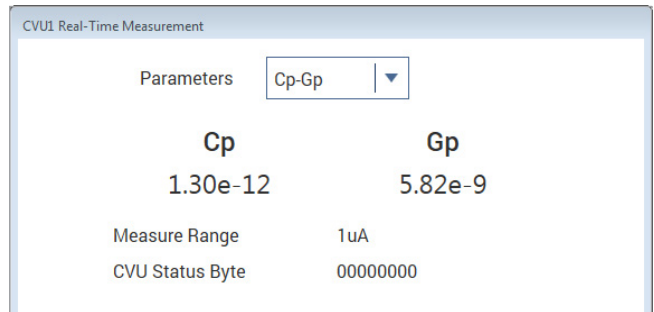 CVU1 Real-Time Measurement
Parameters Cp-Gp
Cp Gp
1.30e-12 5.82e-9
Measure Range 1uA
CVU Status Byte 00000000